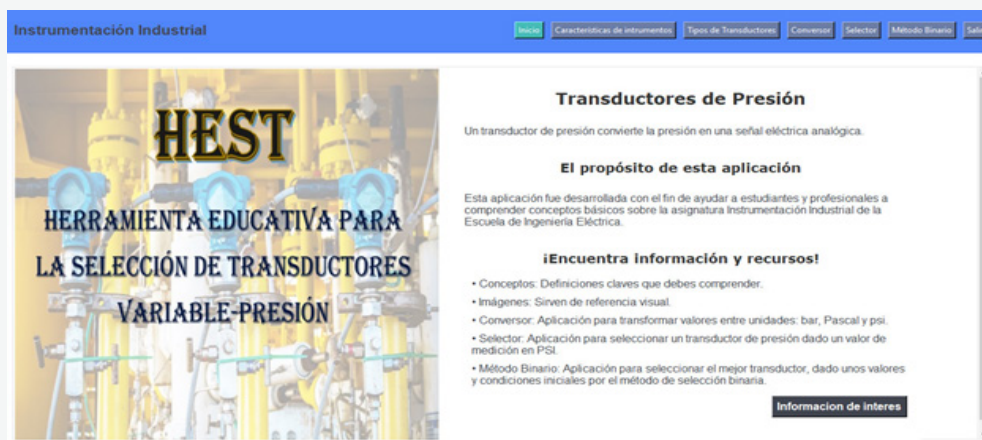 Instrumentación Industrial
Inicio
Características de intrumentos
Tipos de Transductores
Conversor
Selector
Método Binario
HEST
HERRAMIENTA EDUCATIVA PARA
LA SELECCIÓN DE TRANSDUCTORES
VARIABLE-PRESIÓN
Transductores de Presión
Un transductor de presión convierte la presión en una señal eléctrica analógica.
El propósito de esta aplicación
Esta aplicación fue desarrollada con el fin de ayudar a estudiantes y profesionales a
comprender conceptos básicos sobre la asignatura Instrumentación Industrial de la
Escuela de Ingeniería Eléctrica.
¡Encuentra información y recursos!
• Conceptos: Definiciones claves que debes comprender.
• Imágenes: Sirven de referencia visual.
• Conversor: Aplicación para transformar valores entre unidades: bar, Pascal y psi.
• Selector: Aplicación para seleccionar un transductor de presión dado un valor de
medición en PSI.
• Método Binario: Aplicación para seleccionar el mejor transductor, dado unos valores
y condiciones iniciales por el método de selección binaria.
Informacion de interes